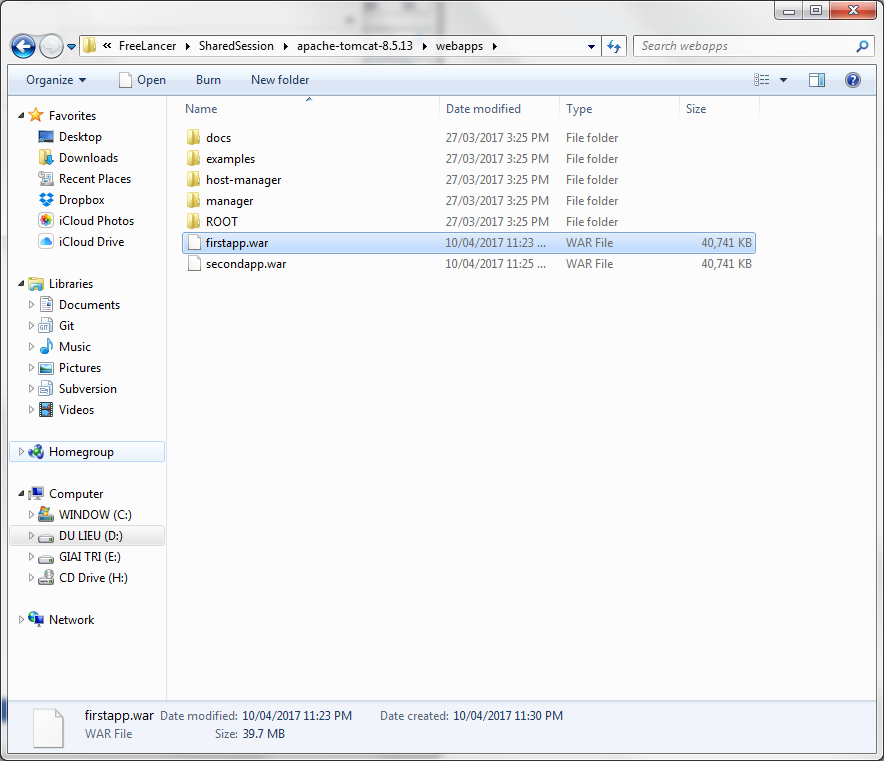 « FreeLancer SharedSession apache-tomcat-8.5.13 webapps Search webapps
Organize Open Burn New folder
Favorites
Desktop
Downloads
Recent Places
Dropbox
iCloud Photos
iCloud Drive
Libraries
Documents
Git
Music
Pictures
Subversion
Videos
Homegroup
Computer
WINDOW (C:)
DU LIEU (D:)
GIAI TRI (E:)
CD Drive (H:)
Network
Name Date modified Type Size
docs 27/03/2017 3:25 PM File folder
examples 27/03/2017 3:25 PM File folder
host-manager 27/03/2017 3:25 PM File folder
manager 27/03/2017 3:25 PM File folder
ROOT 27/03/2017 3:25 PM File folder
firstapp.war 10/04/2017 11:23 ... WAR File 40,741 KB
secondapp.war 10/04/2017 11:25 ... WAR File 40,741 KB
firstapp.war Date modified: 10/04/2017 11:23 PM Date created: 10/04/2017 11:30 PM
WAR File Size: 39.7 MB